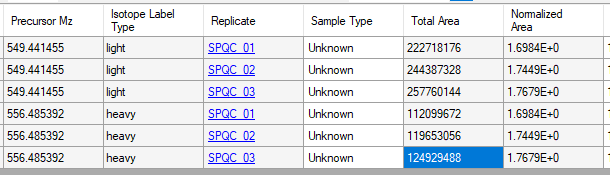 Precursor Mz Isotope Label Type Replicate Sample Type Total Area Normalized Area
549.441455 light SPQC_01 Unknown 222718176 1.6984E+0
549.441455 light SPQC_02 Unknown 244387328 1.7449E+0
549.441455 light SPQC_03 Unknown 257760144 1.7679E+0
556.485392 heavy SPQC_01 Unknown 112099672 1.6984E+0
556.485392 heavy SPQC_02 Unknown 119653056 1.7449E+0
556.485392 heavy SPQC_03 Unknown 124929488 1.7679E+0